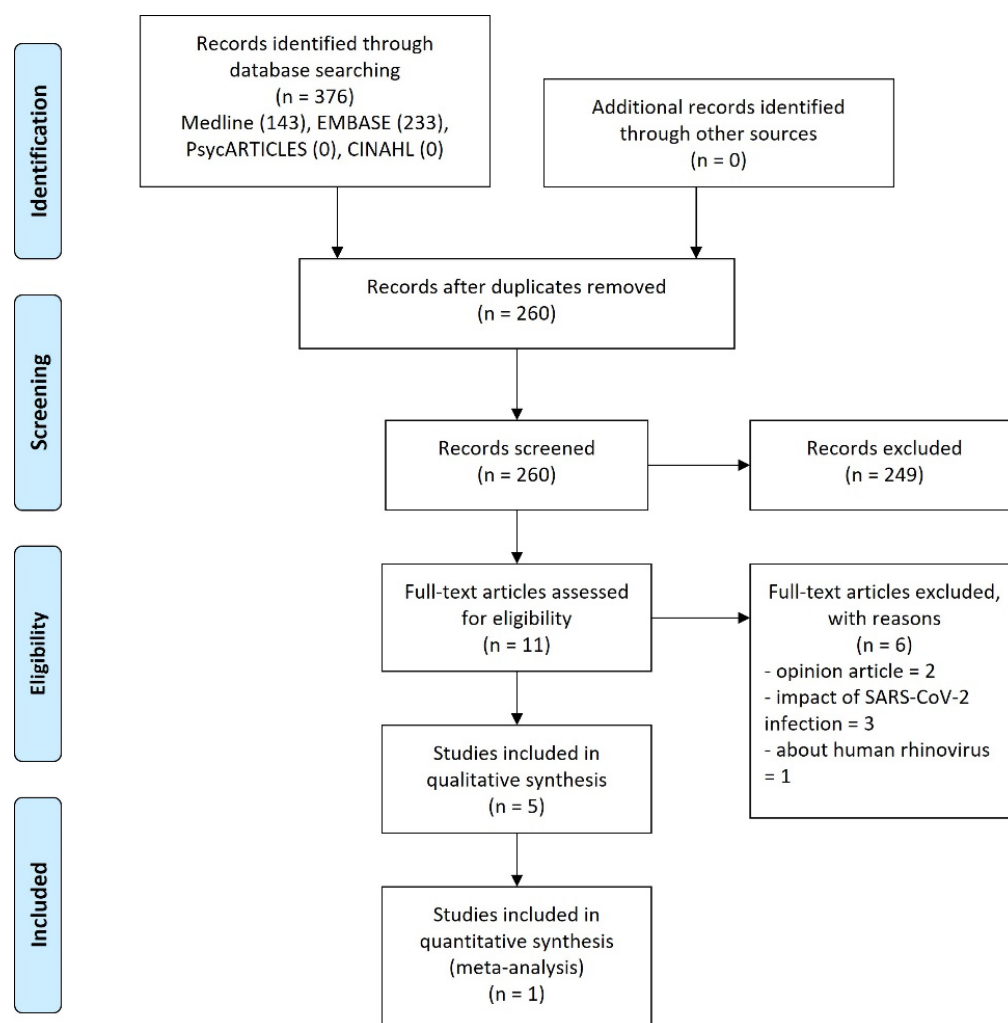 Identification
Records identified through
database searching
(n = 376)
Medline (143), EMBASE (233),
PsycARTICLES (0), CINAHL (0)
Additional records identified
through other sources
(n = 0)
Records after duplicates removed
(n = 260)
Screening
Records screened
(n = 260)
Records excluded
(n = 249)
Eligibility
Full-text articles assessed
for eligibility
(n = 11)
Full-text articles excluded,
with reasons
(n = 6)
- opinion article = 2
- impact of SARS-CoV-2
infection = 3
- about human rhinovirus
= 1
Studies included in
qualitative synthesis
(n = 5)
Included
Studies included in
quantitative synthesis
(meta-analysis)
(n = 1)